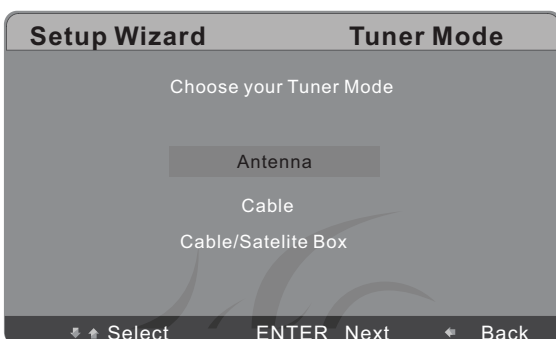 Setup Wizard Tuner Mode
Choose your Tuner Mode
Antenna
Cable
Cable/Satelite Box
Select ENTER Next Back